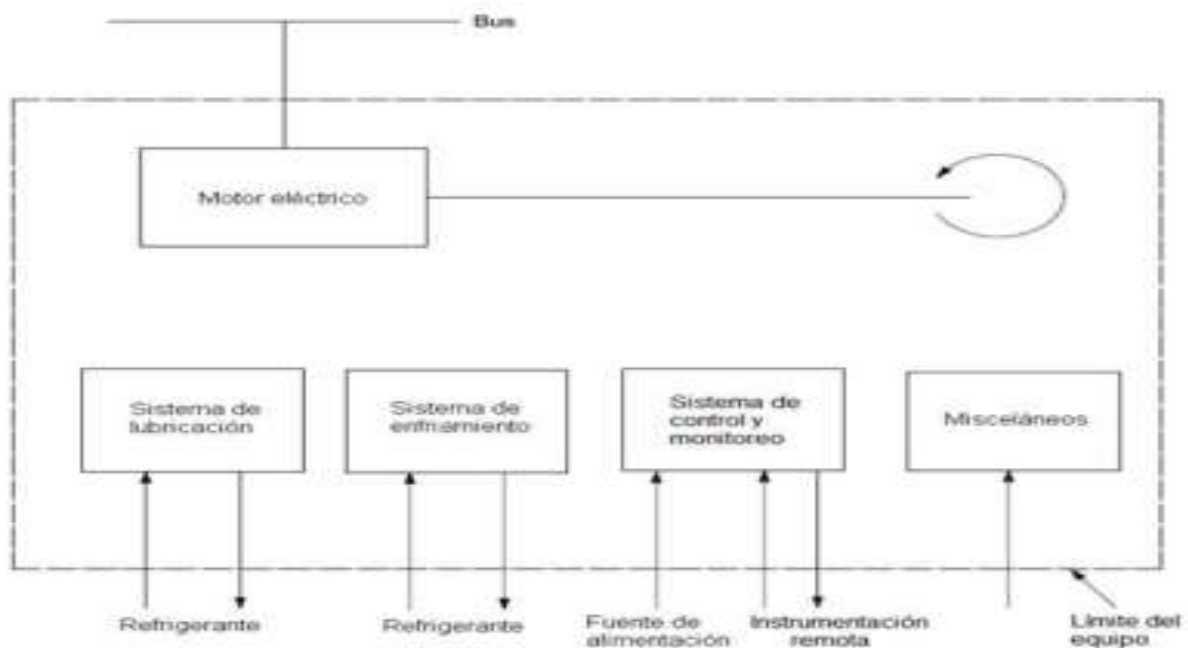 Bus
Motor eléctrico
Sistema de
lubricación
Sistema de
enfriamiento
Sistema de
control y
monitoreo
Misceláneos
Refrigerante
Refrigerante
Fuente de
alimentación
Instrumentación
remota
Límite del
equipo